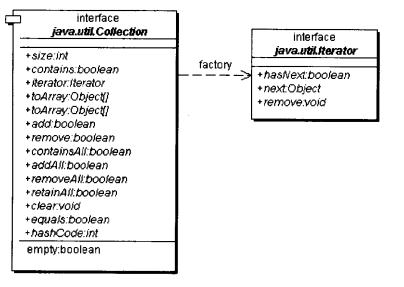 interface
java.util.Collection
+size:int
+contains:boolean
+iterator:Iterator
+toArray:Object[]
+toArray:Object[]
+add:boolean
+remove:boolean
+containsAll:boolean
+addAll:boolean
+removeAll:boolean
+retainAll:boolean
+clear:void
+equals:boolean
+hashCode:int
empty:boolean
factory
interface
java.util.Iterator
+hasNext:boolean
+next:Object
+remove:void